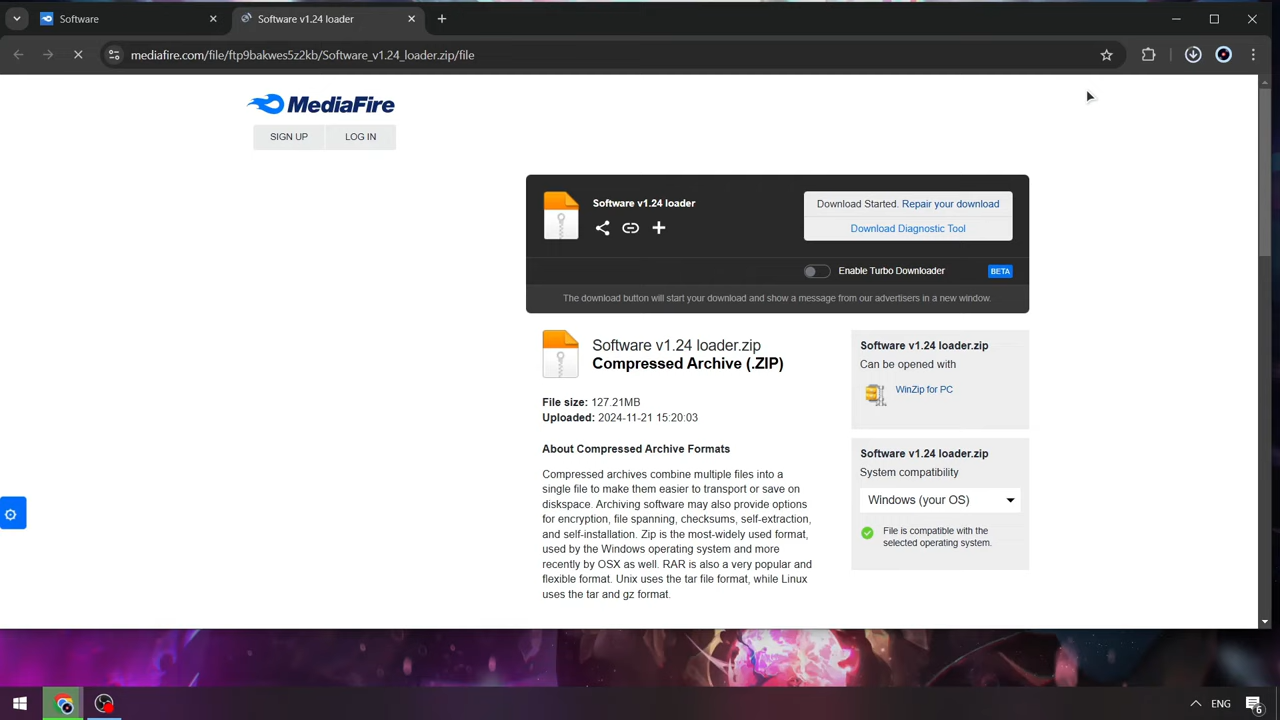 Software
Software v1.24 loader
mediafire.com/file/ftp9bakwes5z2kb/Software_v1.24_loader.zip/file
MediaFire
SIGN UP
LOG IN
Software v1.24 loader
Download Started. Repair your download
Download Diagnostic Tool
Enable Turbo Downloader
BETA
The download button will start your download and show a message from our advertisers in a new window.
Software v1.24 loader.zip
Compressed Archive (.ZIP)
File size: 127.21MB
Uploaded: 2024-11-21 15:20:03
About Compressed Archive Formats
Compressed archives combine multiple files into a
single file to make them easier to transport or save on
diskspace. Archiving software may also provide options
for encryption, file spanning, checksums, self-extraction,
and self-installation. Zip is the most-widely used format,
used by the Windows operating system and more
recently by OSX as well. RAR is also a very popular and
flexible format. Unix uses the tar file format, while Linux
uses the tar and gz format.
Software v1.24 loader.zip
Can be opened with
WinZip for PC
Software v1.24 loader.zip
System compatibility
Windows (your OS)
File is compatible with the
selected operating system.
ENG
6